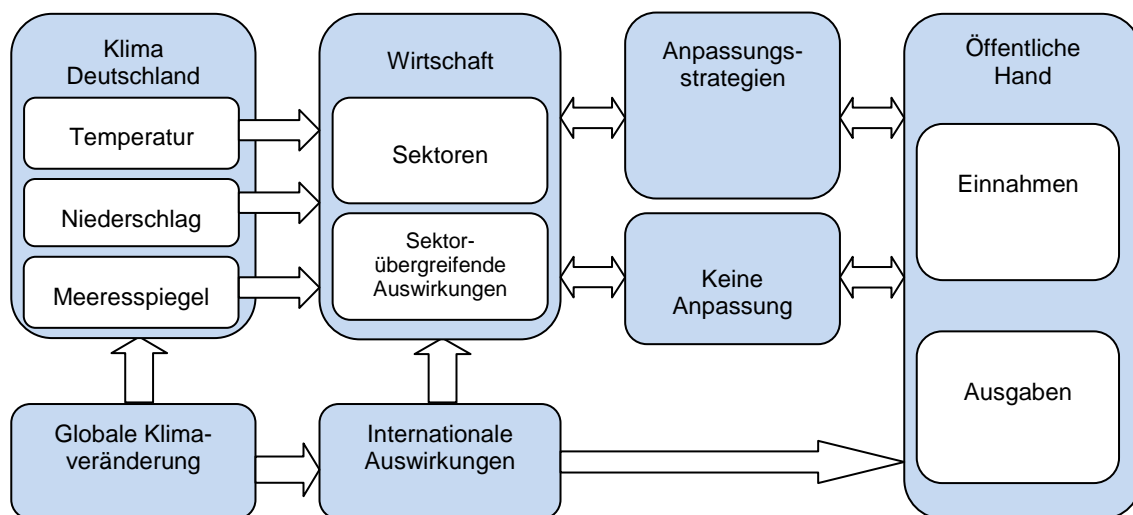 Klima
Deutschland
Temperatur
Niederschlag
Meeresspiegel
Wirtschaft
Sektoren
Sektor-
übergreifende
Auswirkungen
Anpassungs-
strategien
Keine
Anpassung
Öffentliche
Hand
Einnahmen
Ausgaben
Globale Klima-
veränderung
Internationale
Auswirkungen